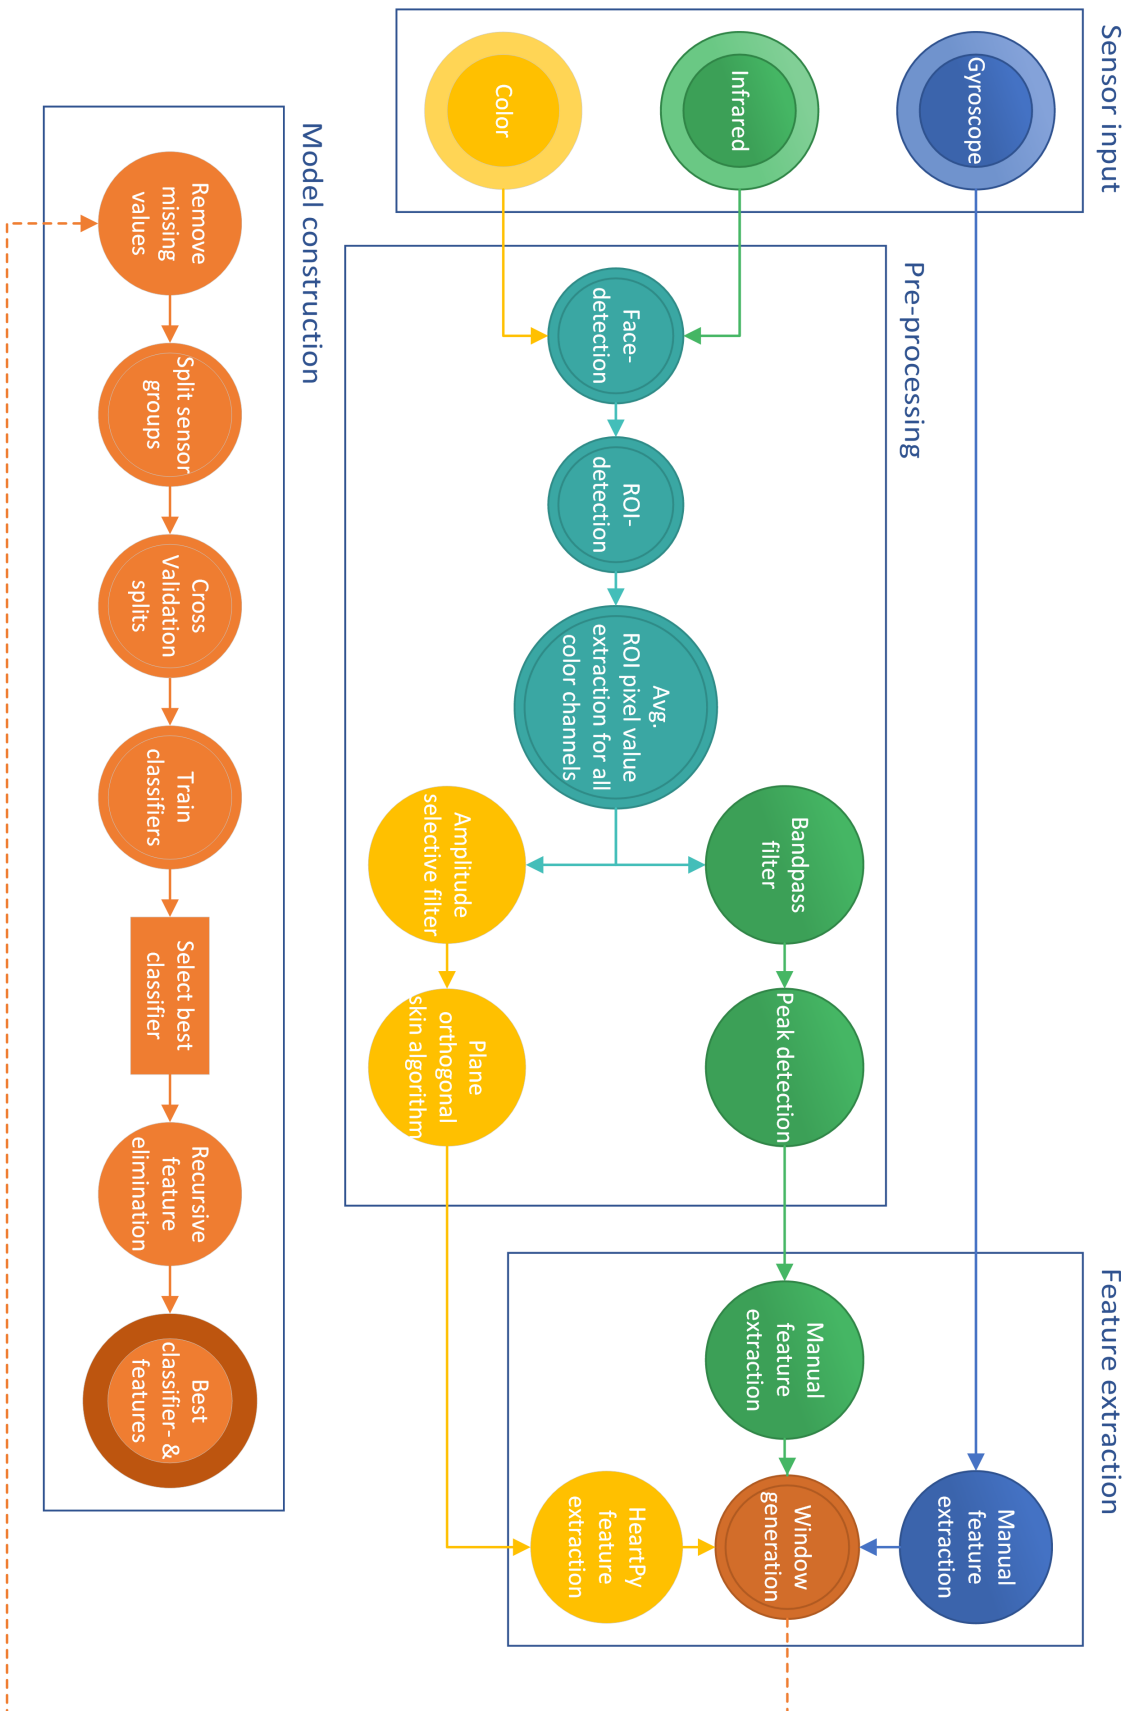 Sensor input
Gyroscope
Infrared
Color
Pre-processing
Face-
detection
ROI-
detection
Avg.
ROI pixel value
extraction for all
color channels
Bandpass
filter
Peak detection
Amplitude
selective filter
Plane
orthogonal
skin algorithm
Feature extraction
Manual
feature
extraction
Manual
feature
extraction
Window
generation
HeartPy
feature
extraction
Model construction
Remove
missing
values
Split sensor
groups
Cross
Validation
splits
Train
classifiers
Select best
classifier
Recursive
feature
elimination
Best
classifier- &
features